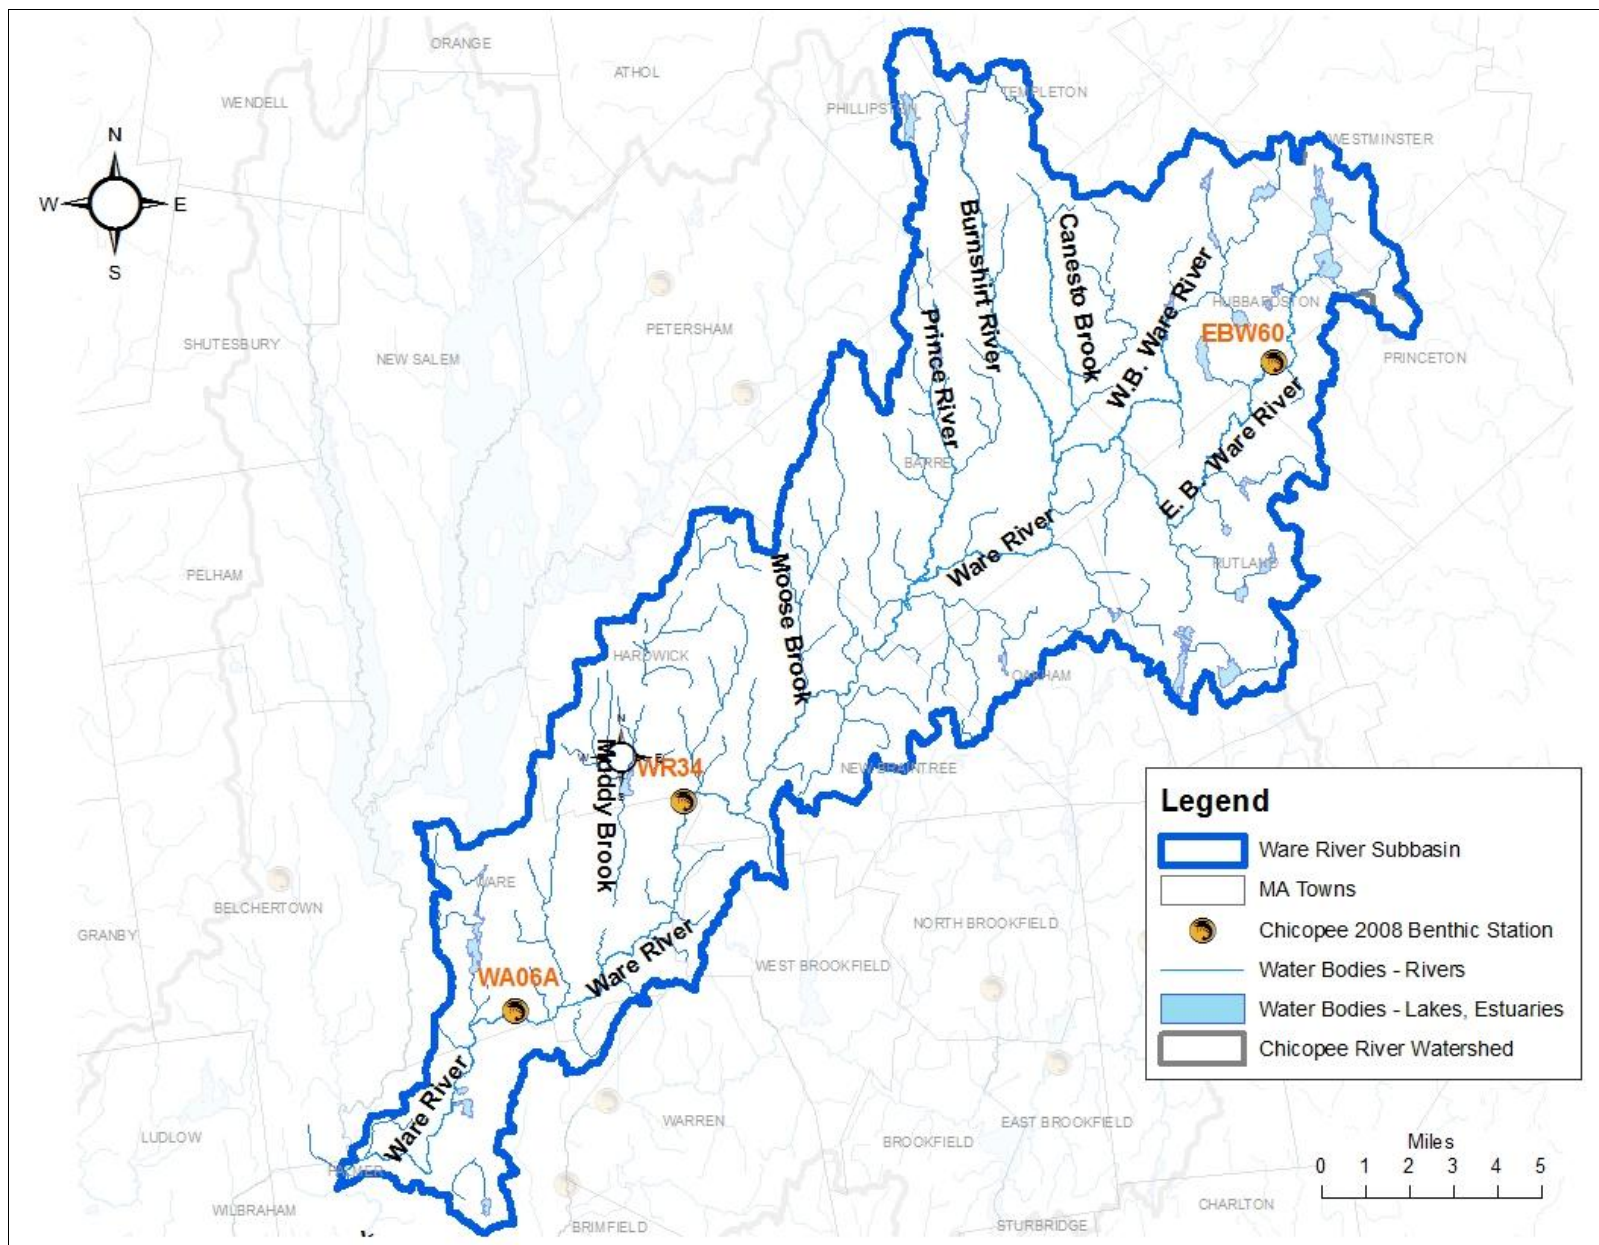 ORANGE
ATHOL
WENDELL
PHILLIPSTON
TEMPLETON
WESTMINSTER
N
W
E
S
SHUTESBURY
NEW SALEM
PETERSHAM
HUBBARDSTON
PRINCETON
EBW60
Burnshirt River
Canesto Brook
W.B. Ware River
Prince River
BARRE
E. B. Ware River
Ware River
PELHAM
RUTLAND
Moose Brook
HARDWICK
OAKHAM
N
W
E
S
Muddy Brook
WR34
NEW BRAINTREE
WARE
BELCHERTOWN
GRANBY
NORTH BROOKFIELD
WEST BROOKFIELD
Ware River
WA06A
Ware River
LUDLOW
PALMER
WILBRAHAM
WARREN
BROOKFIELD
EAST BROOKFIELD
BRIMFIELD
STURBRIDGE
CHARLTON
Legend
Ware River Subbasin
MA Towns
Chicopee 2008 Benthic Station
Water Bodies - Rivers
Water Bodies - Lakes, Estuaries
Chicopee River Watershed
Miles
0 1 2 3 4 5